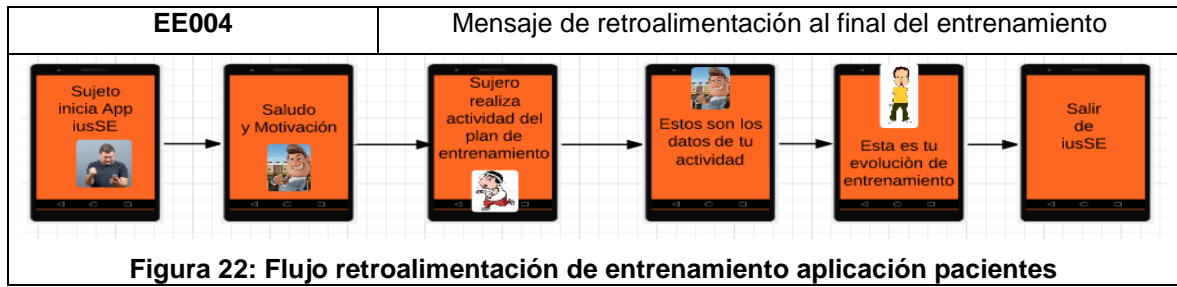 EE004
Mensaje de retroalimentación al final del entrenamiento
Sujeto
inicia App
iusSE
Saludo
y Motivación
Sujero
realiza
actividad del
plan de
entrenamiento
Estos son los
datos de tu
actividad
Esta es tu
evoluciòn de
entrenamiento
Salir
de
iusSE
Figura 22: Flujo retroalimentación de entrenamiento aplicación pacientes